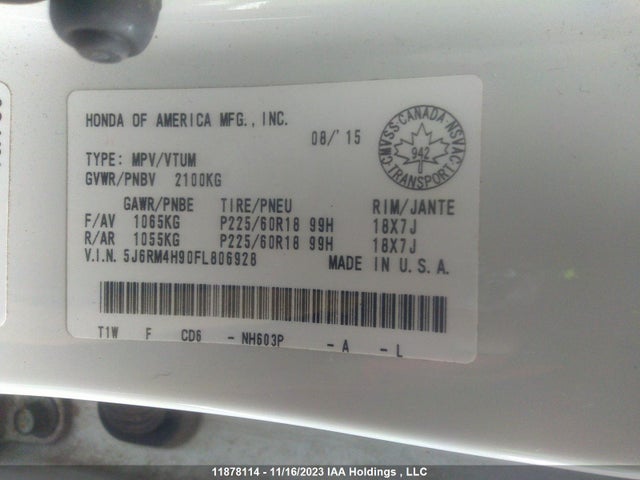 HONDA OF AMERICA MFG., INC.
08/'15
CMVSS · CANADA · NSVAC
942
TRANSPORT
TYPE: MPV/VTUM
GVWR/PNBV 2100KG
GAWR/PNBE TIRE/PNEU RIM/JANTE
F/AV 1065KG P225/60R18 99H 18X7J
R/AR 1055KG P225/60R18 99H 18X7J
V.I.N. 5J6RM4H90FL806928 MADE IN U.S.A.
T1W F CD6 - NH603P - A - L
11878114 - 11/16/2023 IAA Holdings , LLC